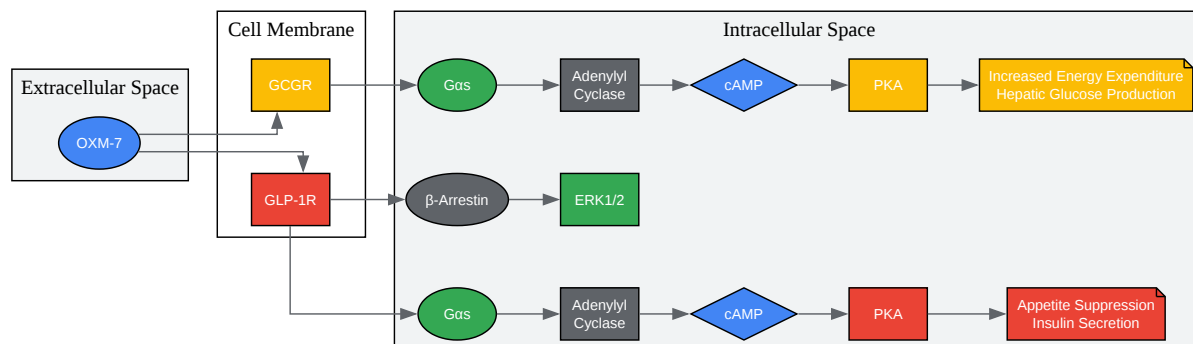 Extracellular Space
OXM-7
Cell Membrane
GCGR
GLP-1R
Intracellular Space
Gαs
Adenylyl
Cyclase
cAMP
PKA
Increased Energy Expenditure
Hepatic Glucose Production
β-Arrestin
ERK1/2
Gαs
Adenylyl
Cyclase
cAMP
PKA
Appetite Suppression
Insulin Secretion